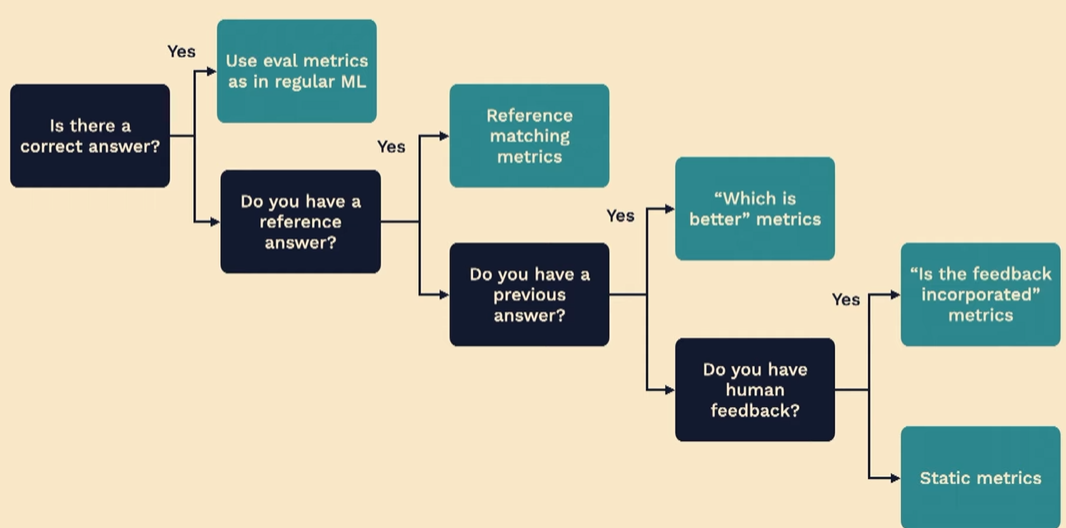 Yes
Use eval metrics
as in regular ML
Is there a
correct answer?
Yes
Reference
matching
metrics
Do you have a
reference
answer?
Yes
“Which is
better” metrics
Do you have a
previous
answer?
Yes
“Is the feedback
incorporated”
metrics
Do you have
human
feedback?
Static metrics